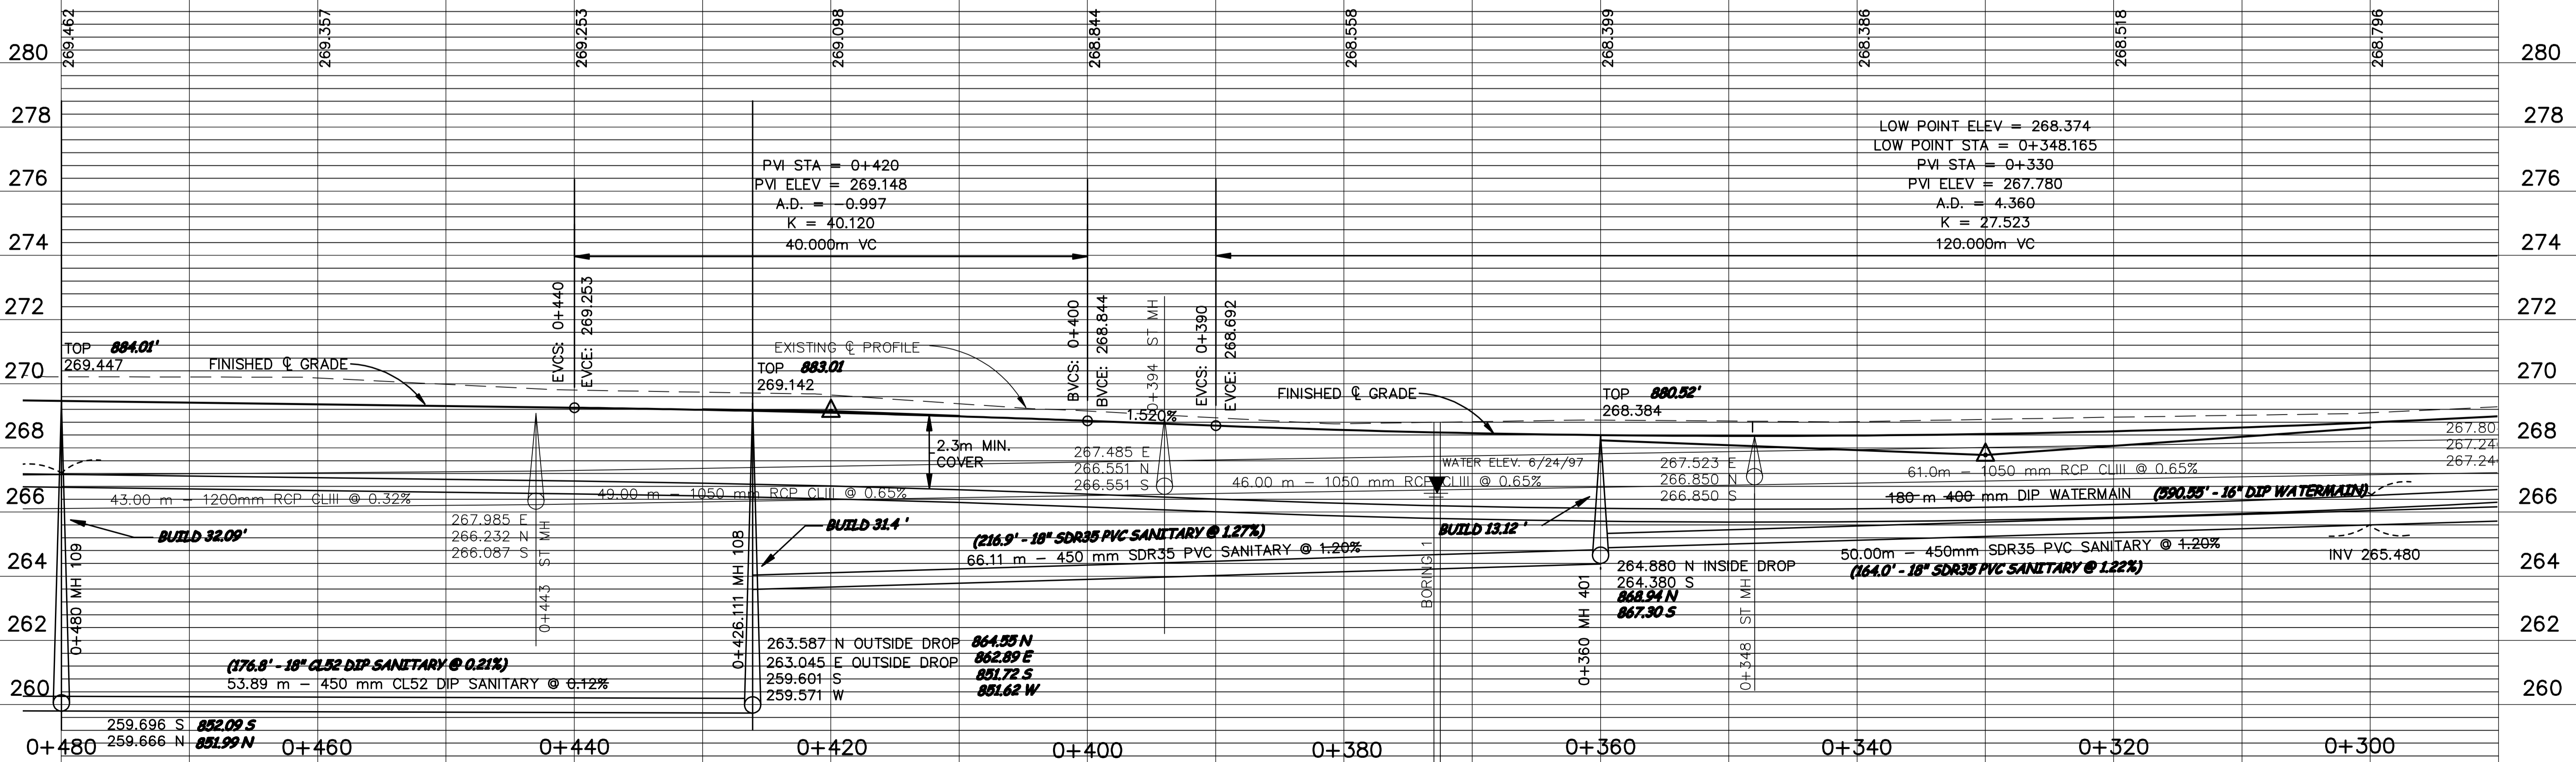 269.462
269.357
269.253
269.098
268.844
268.558
268.399
268.386
268.518
268.796
280
280
278
278
276
276
274
274
272
272
270
270
268
268
266
266
264
264
262
262
260
260
PVI STA = 0+420
PVI ELEV = 269.148
A.D. = -0.997
K = 40.120
40.000m VC
LOW POINT ELEV = 268.374
LOW POINT STA = 0+348.165
PVI STA = 0+330
PVI ELEV = 267.780
A.D. = 4.360
K = 27.523
120.000m VC
EVCS: 0+440
EVCE: 269.253
BVCS: 0+400
BVCE: 268.844
0+394 ST MH
EVCS: 0+390
EVCE: 268.692
TOP 884.01'
269.447
FINISHED ℄ GRADE
EXISTING ℄ PROFILE
TOP 883.01
269.142
1.520%
FINISHED ℄ GRADE
TOP 880.52'
268.384
2.3m MIN.
COVER
267.485 E
266.551 N
266.551 S
WATER ELEV. 6/24/97
267.523 E
266.850 N
266.850 S
267.80
267.24
267.24
43.00 m - 1200mm RCP CLIII @ 0.32%
49.00 m - 1050 mm RCP CLIII @ 0.65%
46.00 m - 1050 mm RCP CLIII @ 0.65%
61.0m - 1050 mm RCP CLIII @ 0.65%
180 m 400 mm DIP WATERMAIN (590.55' - 16" DIP WATERMAIN)
267.985 E
266.232 N
266.087 S
BUILD 32.09'
BUILD 31.4 '
BUILD 13.12 '
(216.9' - 18" SDR35 PVC SANITARY @ 1.27%)
66.11 m - 450 mm SDR35 PVC SANITARY @ 1.20%
50.00m - 450mm SDR35 PVC SANITARY @ 1.20%
(164.0' - 18" SDR35 PVC SANITARY @ 1.22%)
INV 265.480
264.880 N INSIDE DROP
264.380 S
868.94 N
867.30 S
0+480 MH 109
0+443 ST MH
0+426.111 MH 108
BORING 1
0+360 MH 401
0+348 ST MH
263.587 N OUTSIDE DROP 864.55 N
263.045 E OUTSIDE DROP 862.89 E
259.601 S 851.72 S
259.571 W 851.62 W
(176.8' - 18" CL52 DIP SANITARY @ 0.21%)
53.89 m - 450 mm CL52 DIP SANITARY @ 0.12%
259.696 S 852.09 S
259.666 N 851.99 N
0+480
0+460
0+440
0+420
0+400
0+380
0+360
0+340
0+320
0+300